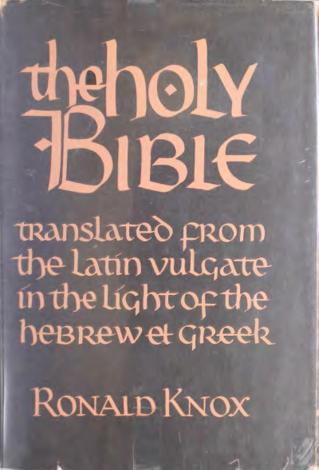 the holy
Bible
translated from
the latin vulgate
in the light of the
hebrew et Greek
Ronald Knox